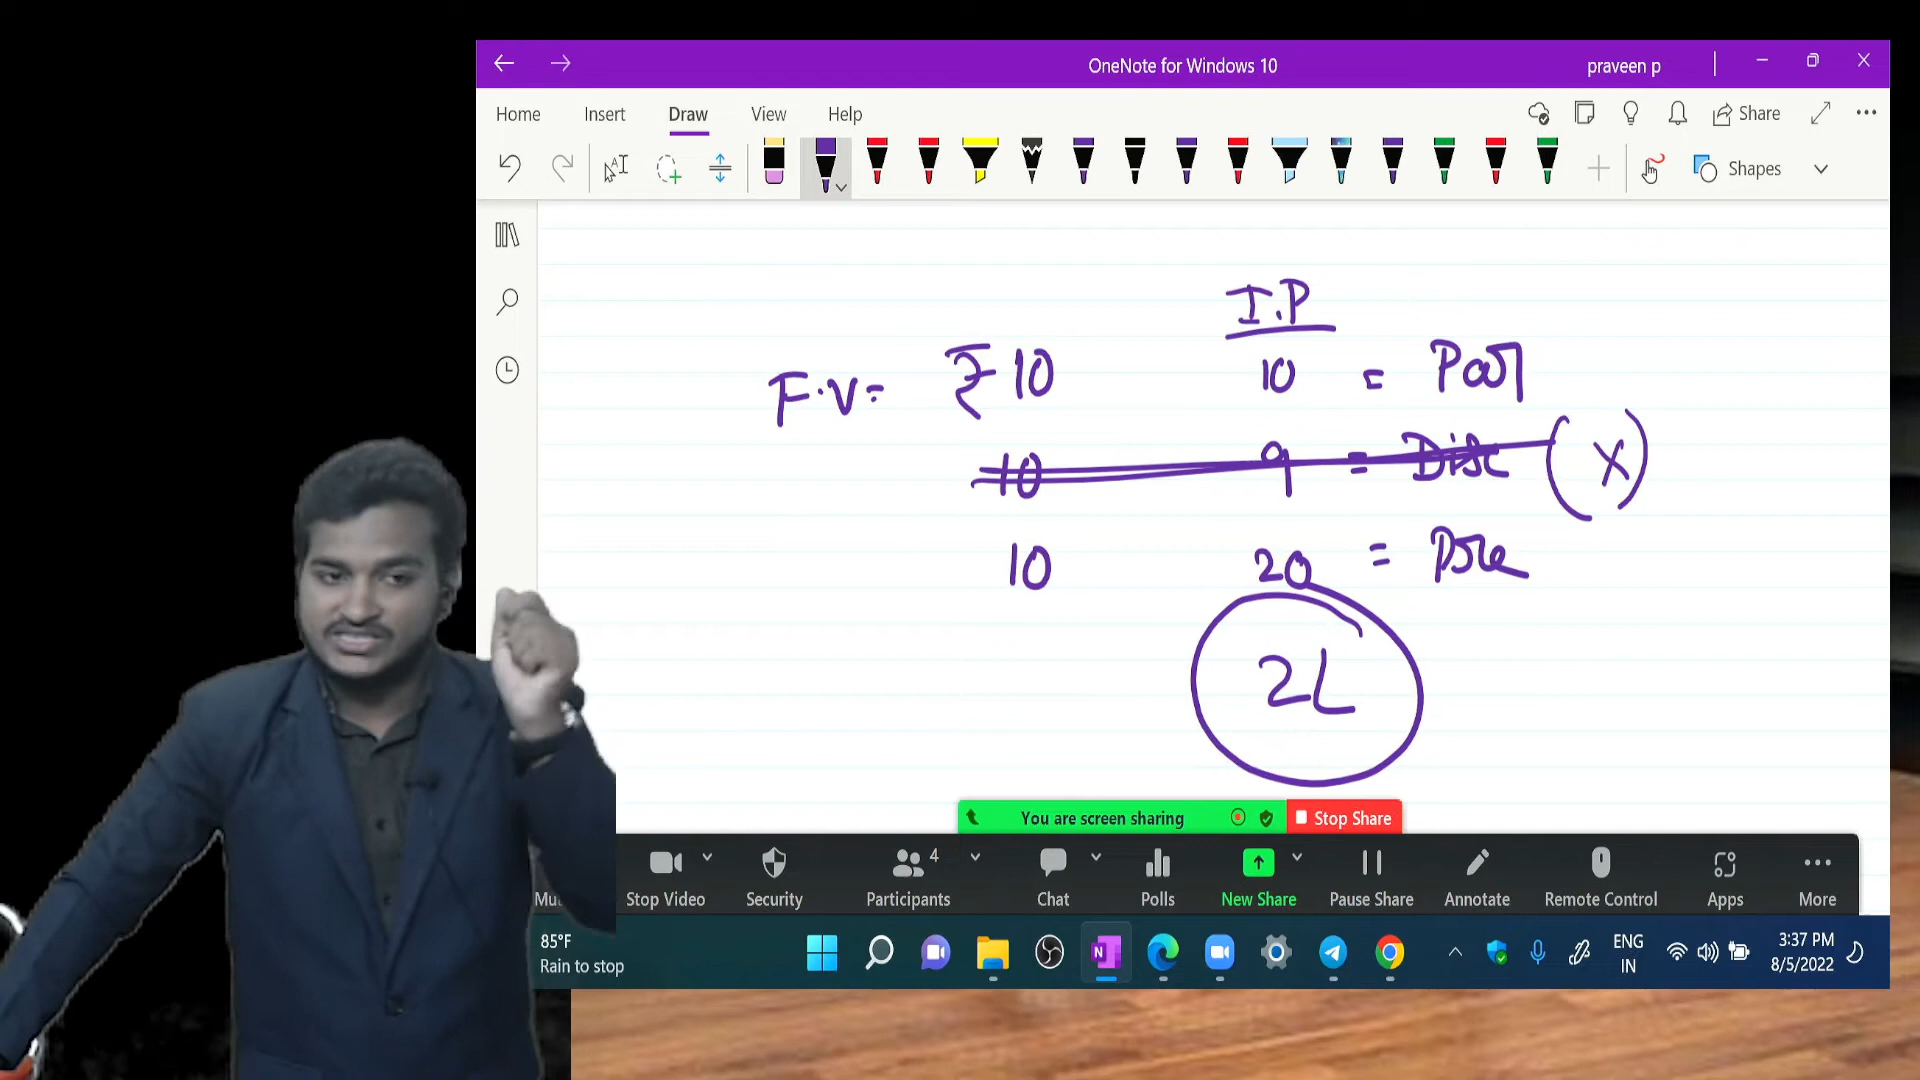 OneNote for Windows 10
praveen p
Home Insert Draw View Help
Share
Shapes
I.P
F.V= ₹10 10 = Par
10 9 = Disc (X)
10 20 = Pre
2L
You are screen sharing
Stop Share
Stop Video Security Participants 4 Chat Polls New Share Pause Share Annotate Remote Control Apps More
85°F
Rain to stop
ENG
IN
3:37 PM
8/5/2022